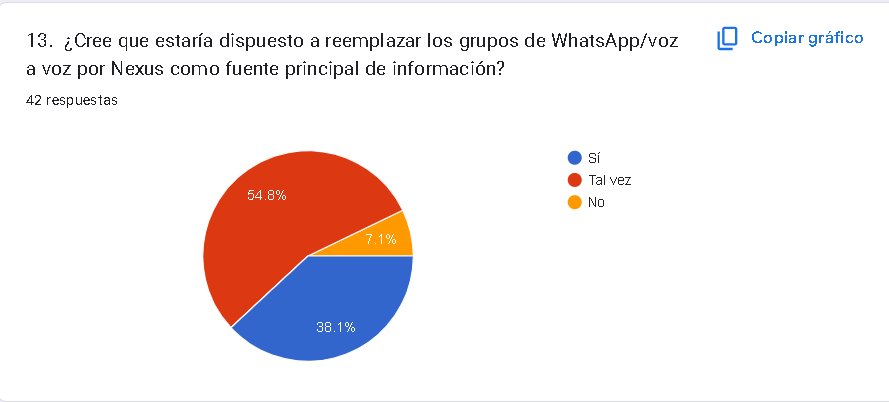 13. ¿Cree que estaría dispuesto a reemplazar los grupos de WhatsApp/voz
a voz por Nexus como fuente principal de información?
Copiar gráfico
42 respuestas
Sí
Tal vez
No
54.8%
7.1%
38.1%